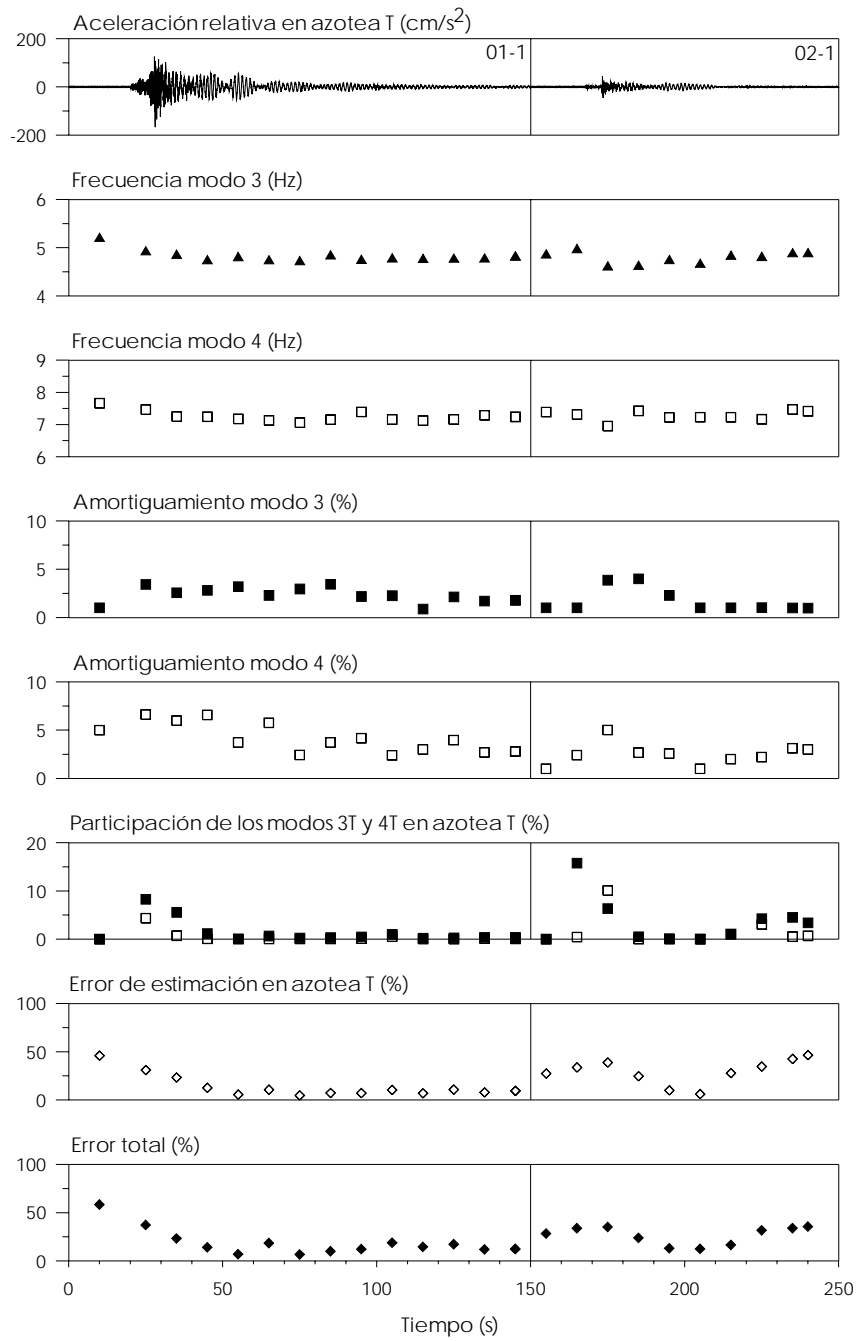 Aceleración relativa en azotea T (cm/s2)
200
01-1
02-1
0
-200
Frecuencia modo 3 (Hz)
6
5
4
Frecuencia modo 4 (Hz)
9
8
7
6
Amortiguamiento modo 3 (%)
10
5
0
Amortiguamiento modo 4 (%)
10
5
0
Participación de los modos 3T y 4T en azotea T (%)
20
10
0
Error de estimación en azotea T (%)
100
50
0
Error total (%)
100
50
0
0 50 100 150 200 250
Tiempo (s)